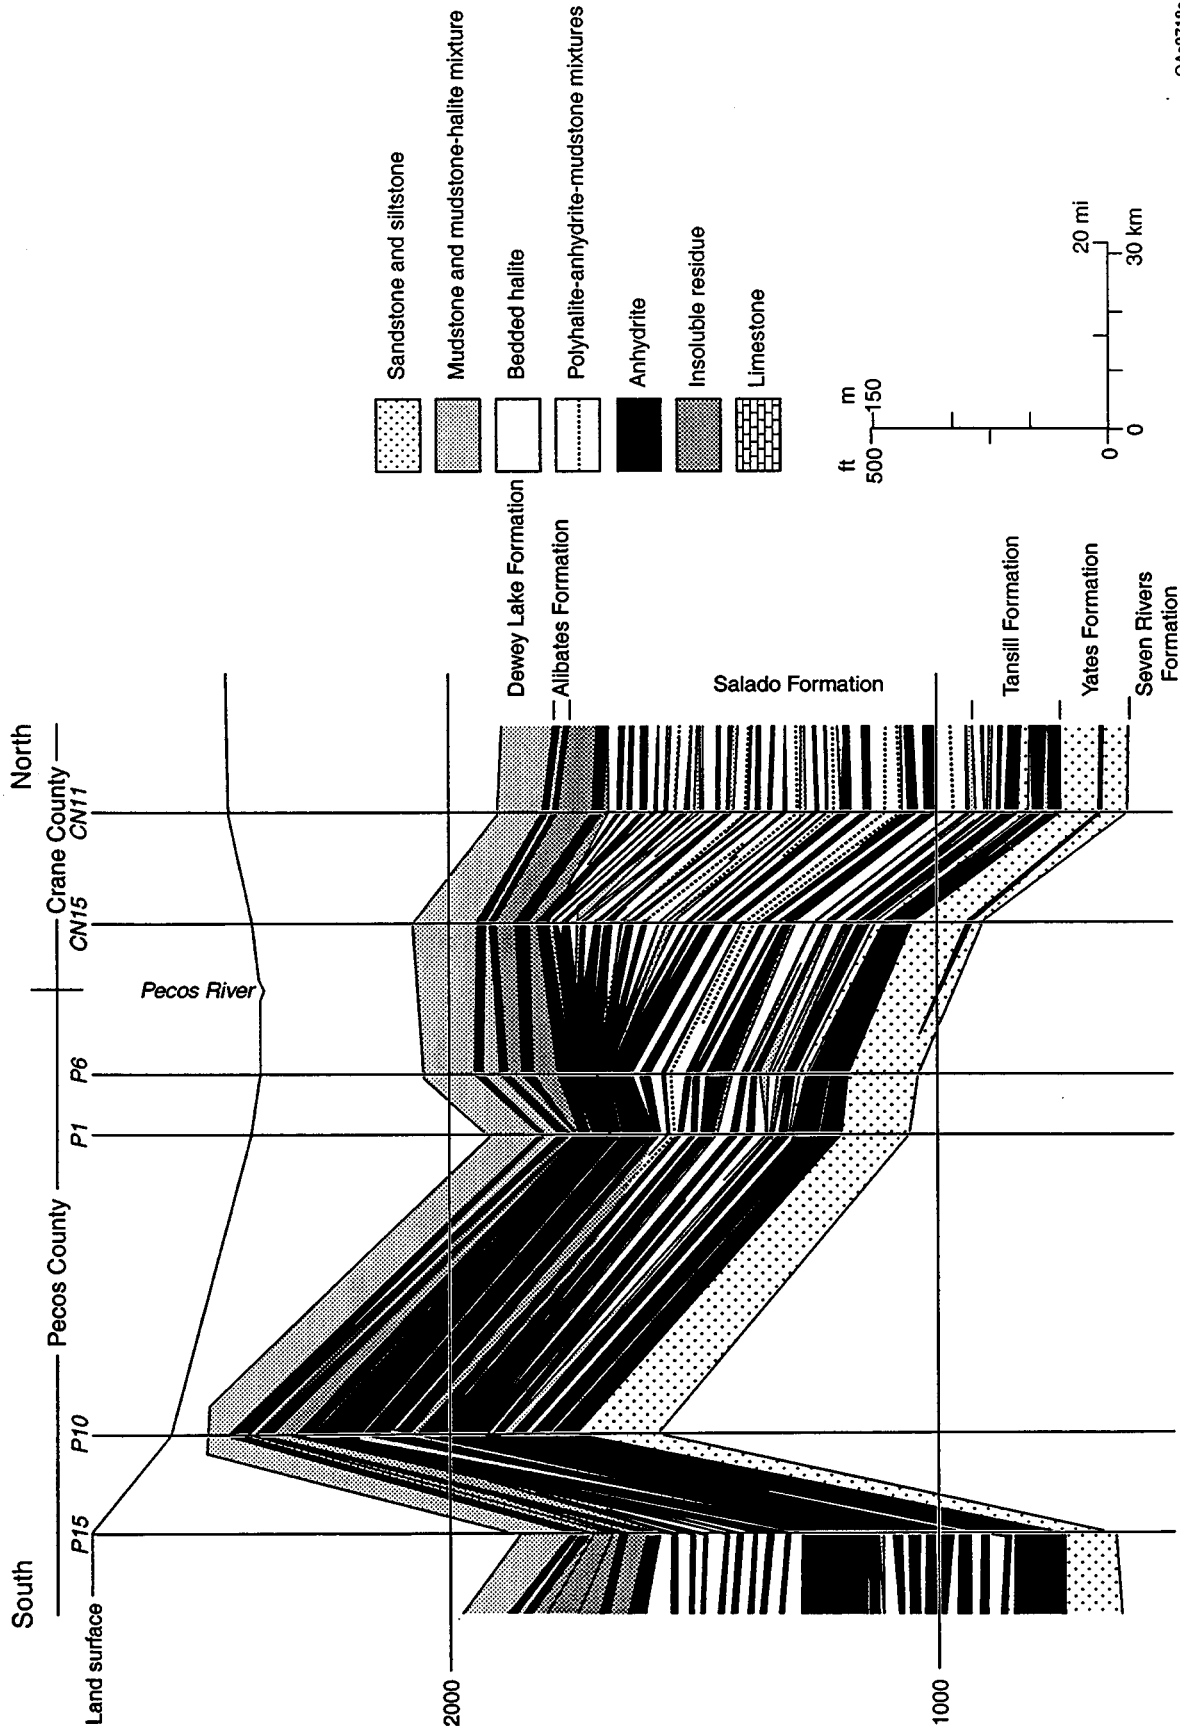 South
North
Pecos County
Crane County
P15
P10
P1
P6
CN15
CN11
Land surface
Pecos River
2000
1000
Dewey Lake Formation
Alibates Formation
Salado Formation
Tansill Formation
Yates Formation
Seven Rivers
Formation
Sandstone and siltstone
Mudstone and mudstone-halite mixture
Bedded halite
Polyhalite-anhydrite-mudstone mixtures
Anhydrite
Insoluble residue
Limestone
ft
m
500
150
0
0
20 mi
30 km